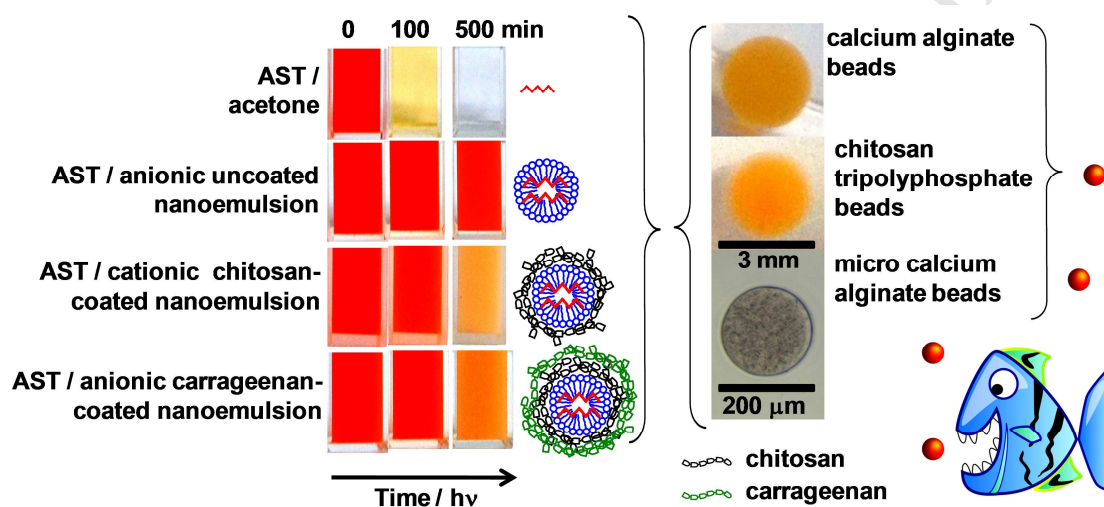 0 100 500 min
AST /
acetone
AST / anionic uncoated
nanoemulsion
AST / cationic chitosan-
coated nanoemulsion
AST / anionic carrageenan-
coated nanoemulsion
Time / hν
calcium alginate
beads
chitosan
tripolyphosphate
beads
3 mm
micro calcium
alginate beads
200 μm
chitosan
carrageenan